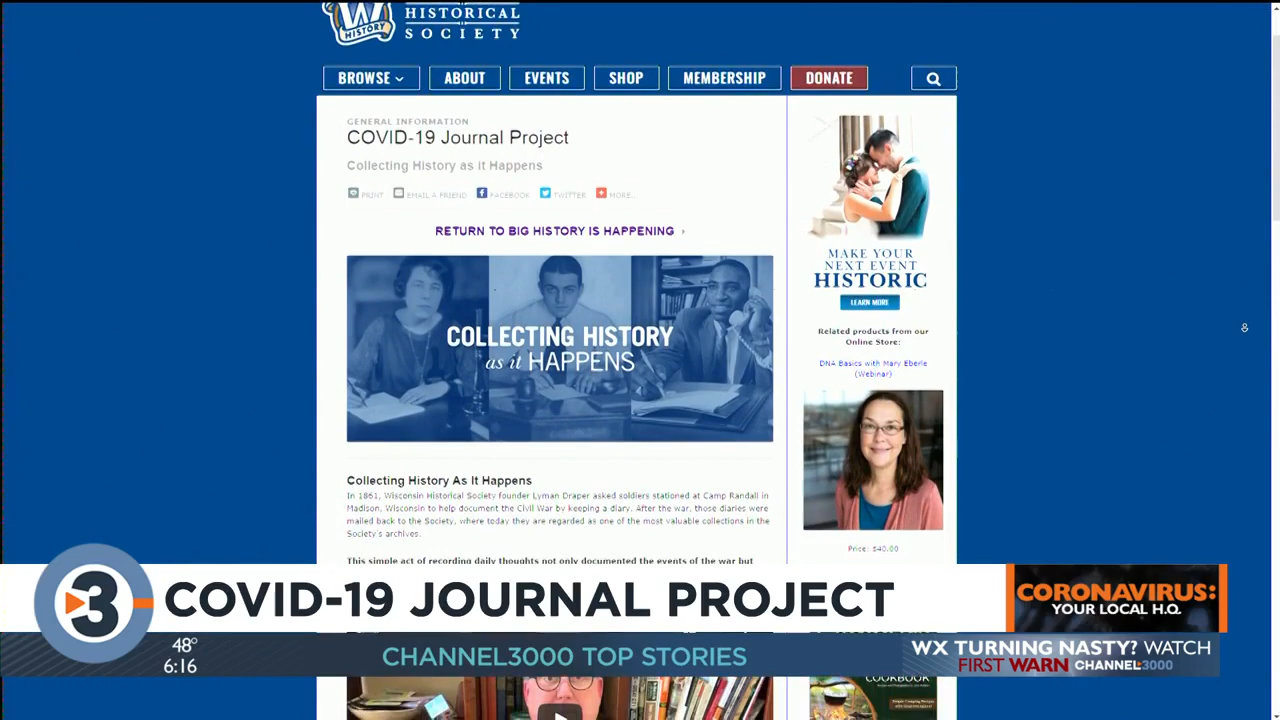 W
HISTORY
HISTORICAL
SOCIETY
BROWSE
ABOUT
EVENTS
SHOP
MEMBERSHIP
DONATE
GENERAL INFORMATION
COVID-19 Journal Project
Collecting History as it Happens
PRINT
EMAIL A FRIEND
FACEBOOK
TWITTER
MORE...
RETURN TO BIG HISTORY IS HAPPENING
COLLECTING HISTORY
as it HAPPENS
Collecting History As It Happens
In 1861, Wisconsin Historical Society founder Lyman Draper asked soldiers stationed at Camp Randall in
Madison, Wisconsin to help document the Civil War by keeping a diary. After the war, those diaries were
mailed back to the Society, where today they are regarded as one of the most valuable collections in the
Society's archives.
This simple act of recording daily thoughts not only documented the events of the war but
MAKE YOUR
NEXT EVENT
HISTORIC
LEARN MORE
Related products from our
Online Store:
DNA Basics with Mary Eberle
(Webinar)
Price: $40.00
COOKBOOK
3
COVID-19 JOURNAL PROJECT
CORONAVIRUS:
YOUR LOCAL H.Q.
48°
6:16
CHANNEL3000 TOP STORIES
WX TURNING NASTY? WATCH
FIRST WARN CHANNEL3000